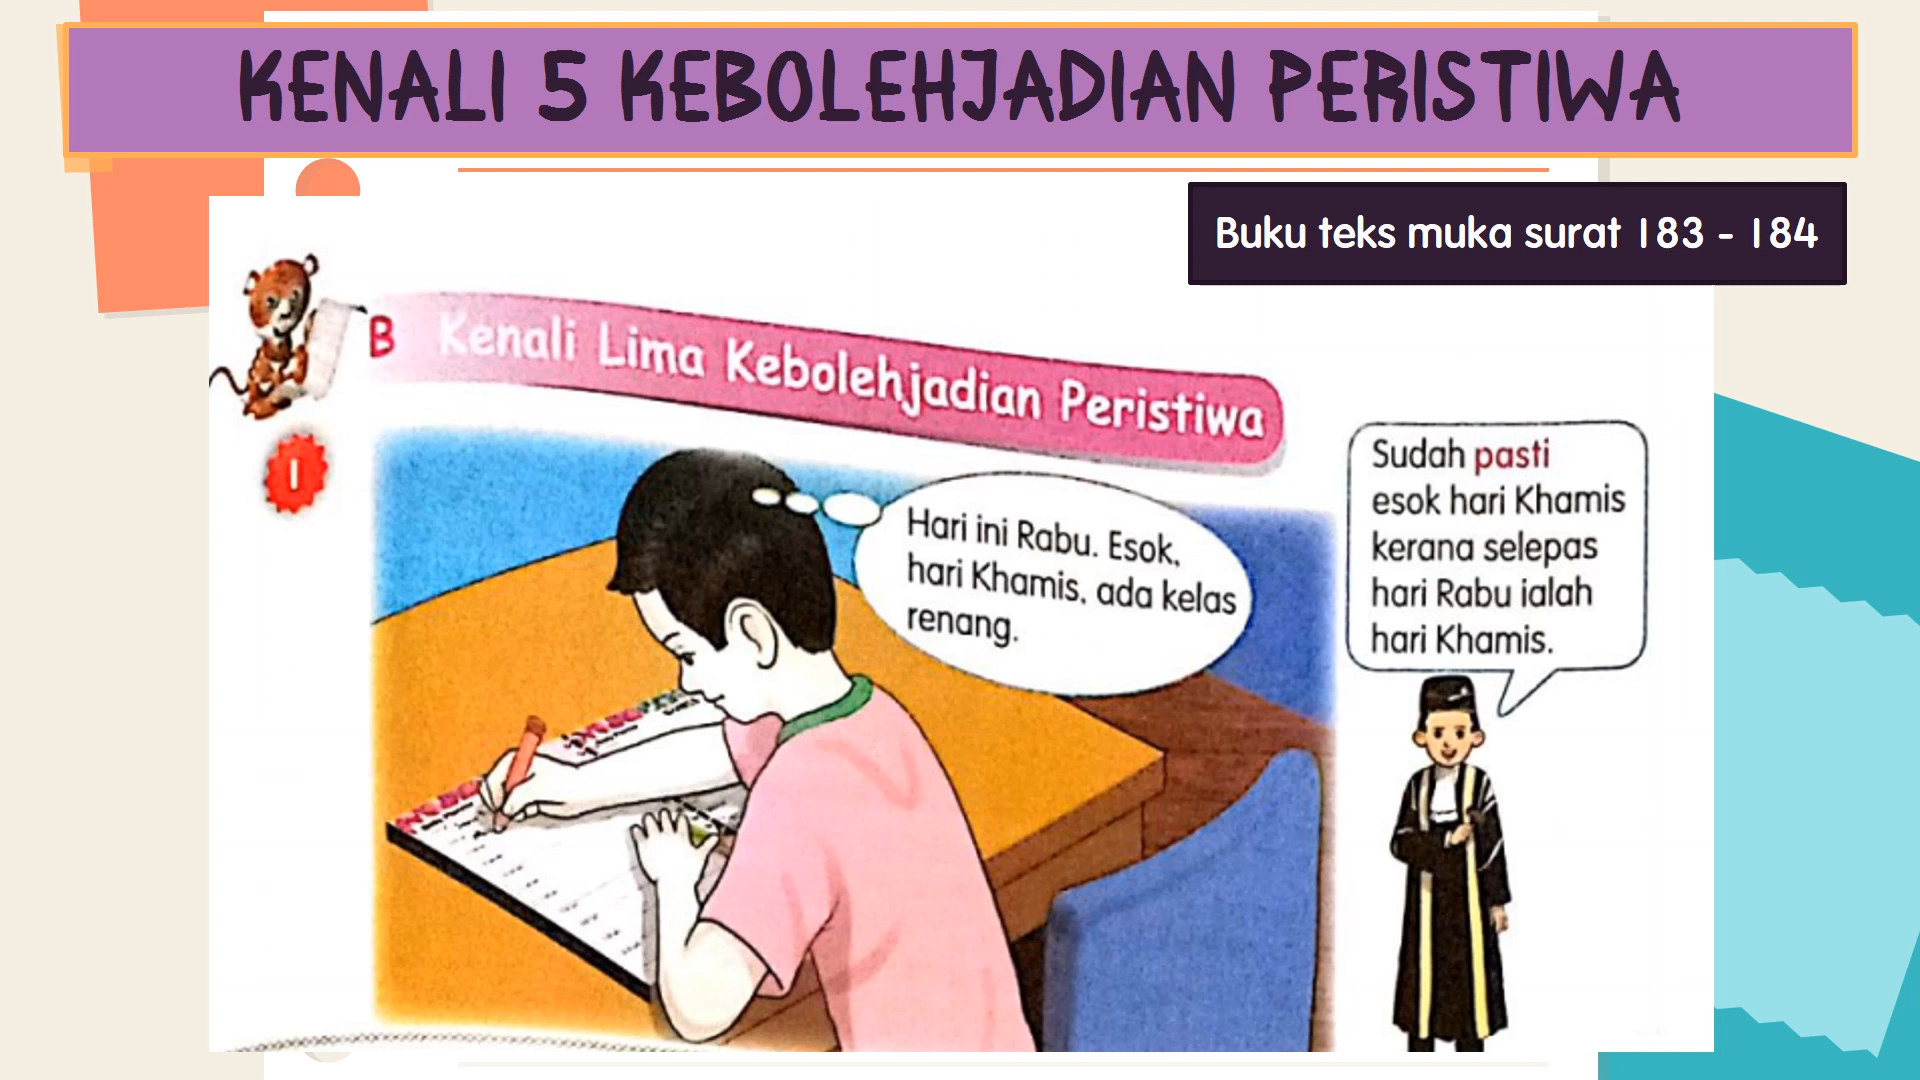 KENALI 5 KEBOLEHJADIAN PERISTIWA
Buku teks muka surat 183 - 184
B Kenali Lima Kebolehjadian Peristiwa
1
Hari ini Rabu. Esok,
hari Khamis, ada kelas
renang.
Sudah pasti
esok hari Khamis
kerana selepas
hari Rabu ialah
hari Khamis.